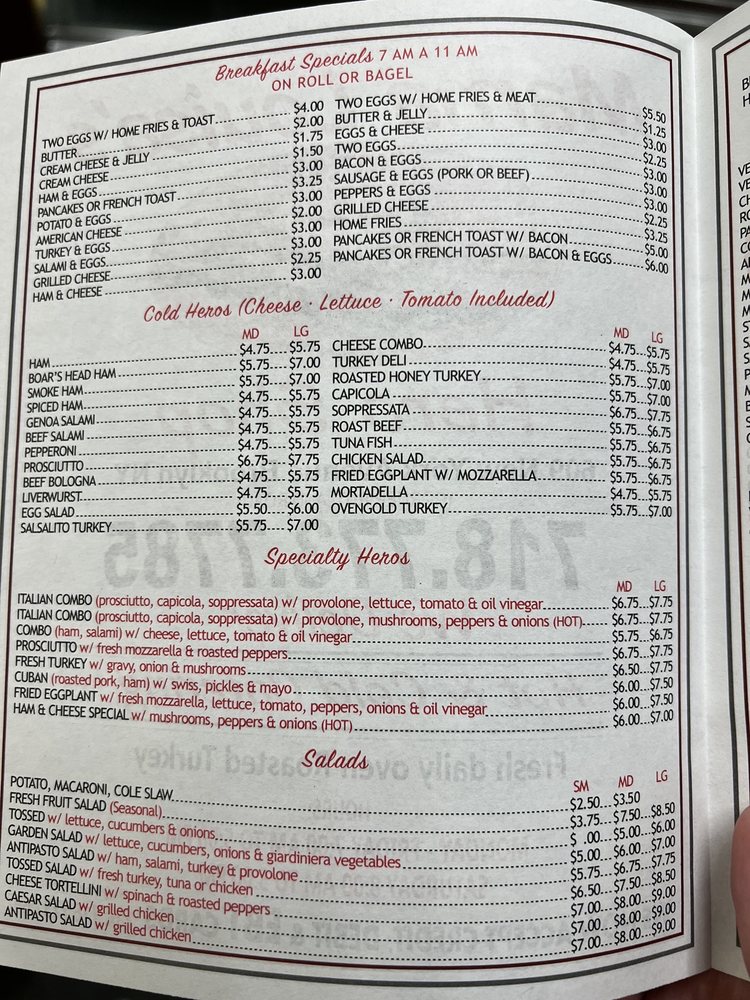 Breakfast Specials 7 AM A 11 AM
ON ROLL OR BAGEL
TWO EGGS W/ HOME FRIES & TOAST $4.00
BUTTER $2.00
CREAM CHEESE & JELLY $1.75
CREAM CHEESE $1.50
HAM & EGGS $3.00
PANCAKES OR FRENCH TOAST $3.25
POTATO & EGGS $3.00
AMERICAN CHEESE $2.00
TURKEY & EGGS $3.00
SALAMI & EGGS $3.00
GRILLED CHEESE $2.25
HAM & CHEESE $3.00
TWO EGGS W/ HOME FRIES & MEAT $5.50
BUTTER & JELLY $1.25
EGGS & CHEESE $3.00
TWO EGGS $2.25
BACON & EGGS $3.00
SAUSAGE & EGGS (PORK OR BEEF) $3.00
PEPPERS & EGGS $3.00
GRILLED CHEESE $2.25
HOME FRIES $3.25
PANCAKES OR FRENCH TOAST W/ BACON $5.00
PANCAKES OR FRENCH TOAST W/ BACON & EGGS $6.00
Cold Heros (Cheese · Lettuce · Tomato Included)
MD LG
HAM $4.75 $5.75
BOAR'S HEAD HAM $5.75 $7.00
SMOKE HAM $5.75 $7.00
SPICED HAM $4.75 $5.75
GENOA SALAMI $4.75 $5.75
BEEF SALAMI $4.75 $5.75
PEPPERONI $4.75 $5.75
PROSCIUTTO $6.75 $7.75
BEEF BOLOGNA $4.75 $5.75
LIVERWURST $4.75 $5.75
EGG SALAD $5.50 $6.00
SALSALITO TURKEY $5.75 $7.00
MD LG
CHEESE COMBO $4.75 $5.75
TURKEY DELI $4.75 $5.75
ROASTED HONEY TURKEY $5.75 $7.00
CAPICOLA $5.75 $7.00
SOPPRESSATA $6.75 $7.75
ROAST BEEF $5.75 $6.75
TUNA FISH $5.75 $6.75
CHICKEN SALAD $5.75 $6.75
FRIED EGGPLANT W/ MOZZARELLA $5.75 $6.75
MORTADELLA $4.75 $5.75
OVENGOLD TURKEY $5.75 $7.00
Specialty Heros
MD LG
ITALIAN COMBO (prosciutto, capicola, soppressata) w/ provolone, lettuce, tomato & oil vinegar $6.75 $7.75
ITALIAN COMBO (prosciutto, capicola, soppressata) w/ provolone, mushrooms, peppers & onions (HOT) $6.75 $7.75
COMBO (ham, salami) w/ cheese, lettuce, tomato & oil vinegar $5.75 $6.75
PROSCIUTTO w/ fresh mozzarella & roasted peppers $6.75 $7.75
FRESH TURKEY w/ gravy, onion & mushrooms $6.50 $7.75
CUBAN (roasted pork, ham) w/ swiss, pickles & mayo $6.00 $7.50
FRIED EGGPLANT w/ fresh mozzarella, lettuce, tomato, peppers, onions & oil vinegar $6.00 $7.50
HAM & CHEESE SPECIAL w/ mushrooms, peppers & onions (HOT) $6.00 $7.00
Salads
SM MD LG
POTATO, MACARONI, COLE SLAW $2.50 $3.50
FRESH FRUIT SALAD (Seasonal) $3.75 $7.50 $8.50
TOSSED w/ lettuce, cucumbers & onions $ .00 $5.00 $6.00
GARDEN SALAD w/ lettuce, cucumbers, onions & giardiniera vegetables $5.00 $6.00 $7.00
ANTIPASTO SALAD w/ ham, salami, turkey & provolone $5.75 $6.75 $7.75
TOSSED SALAD w/ fresh turkey, tuna or chicken $6.50 $7.50 $8.50
CHEESE TORTELLINI w/ spinach & roasted peppers $7.00 $8.00 $9.00
CAESAR SALAD w/ grilled chicken $7.00 $8.00 $9.00
ANTIPASTO SALAD w/ grilled chicken $7.00 $8.00 $9.00